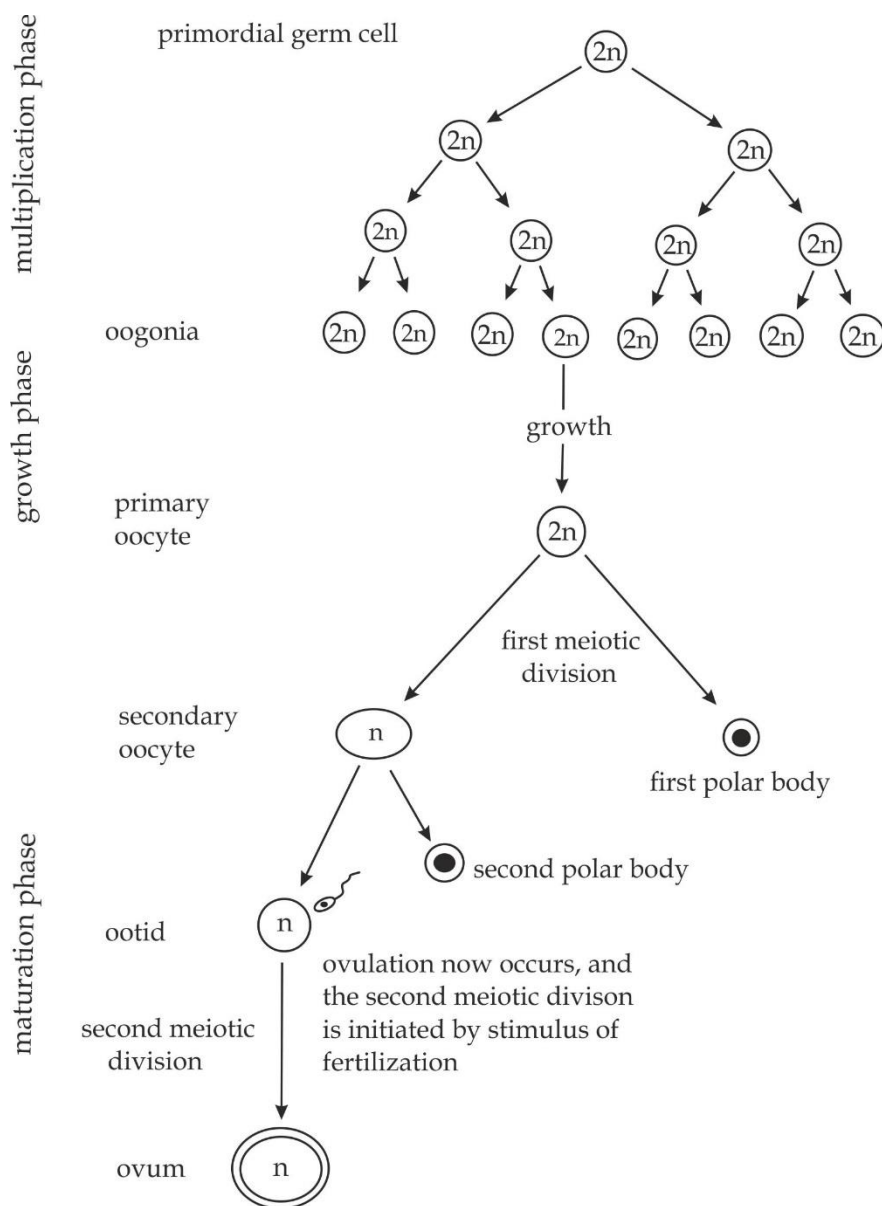 multiplication phase
primordial germ cell
2n
2n
2n
2n
2n
2n
2n
oogonia
2n
2n
2n
2n
2n
2n
2n
2n
growth phase
growth
primary
oocyte
2n
first meiotic
division
secondary
oocyte
n
first polar body
maturation phase
second polar body
ootid
n
ovulation now occurs, and
the second meiotic divison
is initiated by stimulus of
fertilization
second meiotic
division
ovum
n